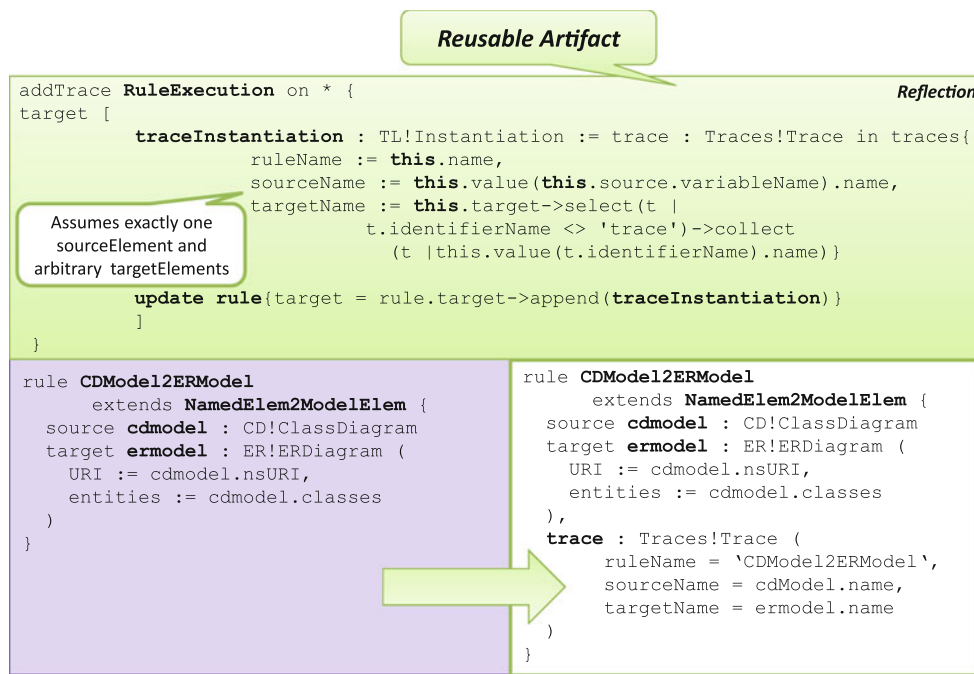 Reusable Artifact
addTrace RuleExecution on * {
Reflection
target [
traceInstantiation : TL!Instantiation := trace : Traces!Trace in traces{
ruleName := this.name,
sourceName := this.value(this.source.variableName).name,
targetName := this.target->select(t |
t.identifierName <> 'trace')->collect
(t |this.value(t.identifierName).name)}
Assumes exactly one
sourceElement and
arbitrary targetElements
update rule{target = rule.target->append(traceInstantiation)}
]
}
rule CDModel2ERModel
extends NamedElem2ModelElem {
source cdmodel : CD!ClassDiagram
target ermodel : ER!ERDiagram (
URI := cdmodel.nsURI,
entities := cdmodel.classes
)
}
rule CDModel2ERModel
extends NamedElem2ModelElem {
source cdmodel : CD!ClassDiagram
target ermodel : ER!ERDiagram (
URI := cdmodel.nsURI,
entities := cdmodel.classes
),
trace : Traces!Trace (
ruleName = ‘CDModel2ERModel‘,
sourceName = cdModel.name,
targetName = ermodel.name
)
}